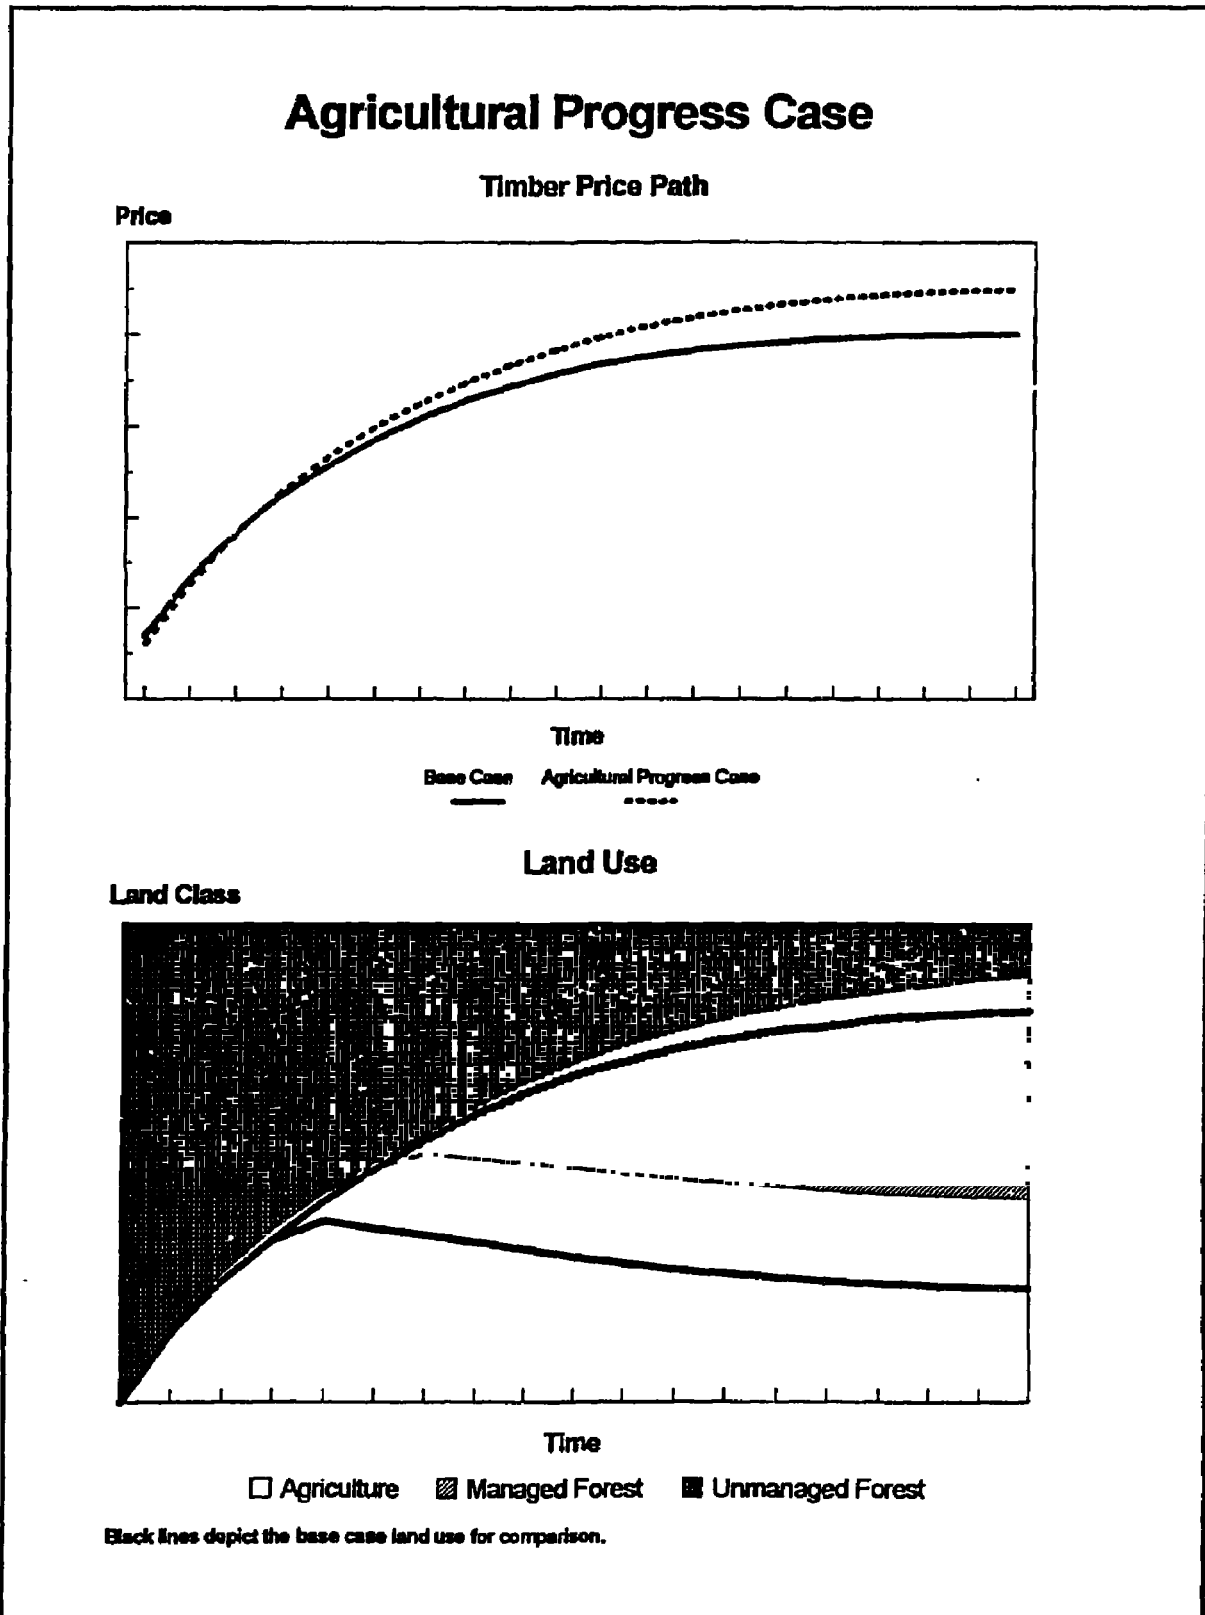 Agricultural Progress Case
Timber Price Path
Price
Time
Base Case Agricultural Progress Case
Land Use
Land Class
Time
Agriculture Managed Forest Unmanaged Forest
Black lines depict the base case land use for comparison.